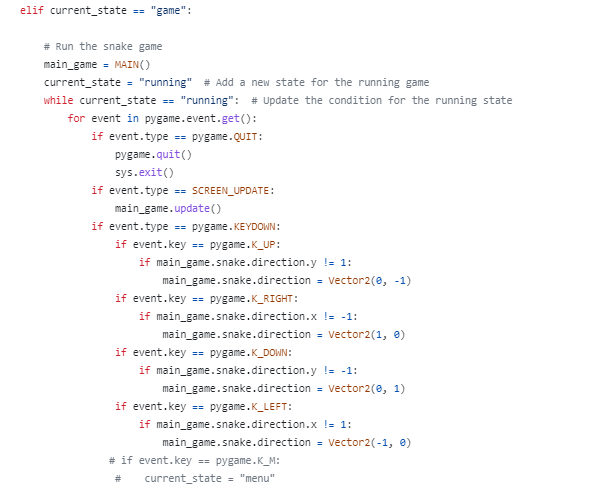 elif current_state == "game":
# Run the snake game
main_game = MAIN()
current_state = "running"  # Add a new state for the running game
while current_state == "running":  # Update the condition for the running state
for event in pygame.event.get():
if event.type == pygame.QUIT:
pygame.quit()
sys.exit()
if event.type == SCREEN_UPDATE:
main_game.update()
if event.type == pygame.KEYDOWN:
if event.key == pygame.K_UP:
if main_game.snake.direction.y != 1:
main_game.snake.direction = Vector2(0, -1)
if event.key == pygame.K_RIGHT:
if main_game.snake.direction.x != -1:
main_game.snake.direction = Vector2(1, 0)
if event.key == pygame.K_DOWN:
if main_game.snake.direction.y != -1:
main_game.snake.direction = Vector2(0, 1)
if event.key == pygame.K_LEFT:
if main_game.snake.direction.x != 1:
main_game.snake.direction = Vector2(-1, 0)
# if event.key == pygame.K_M:
#    current_state = "menu"